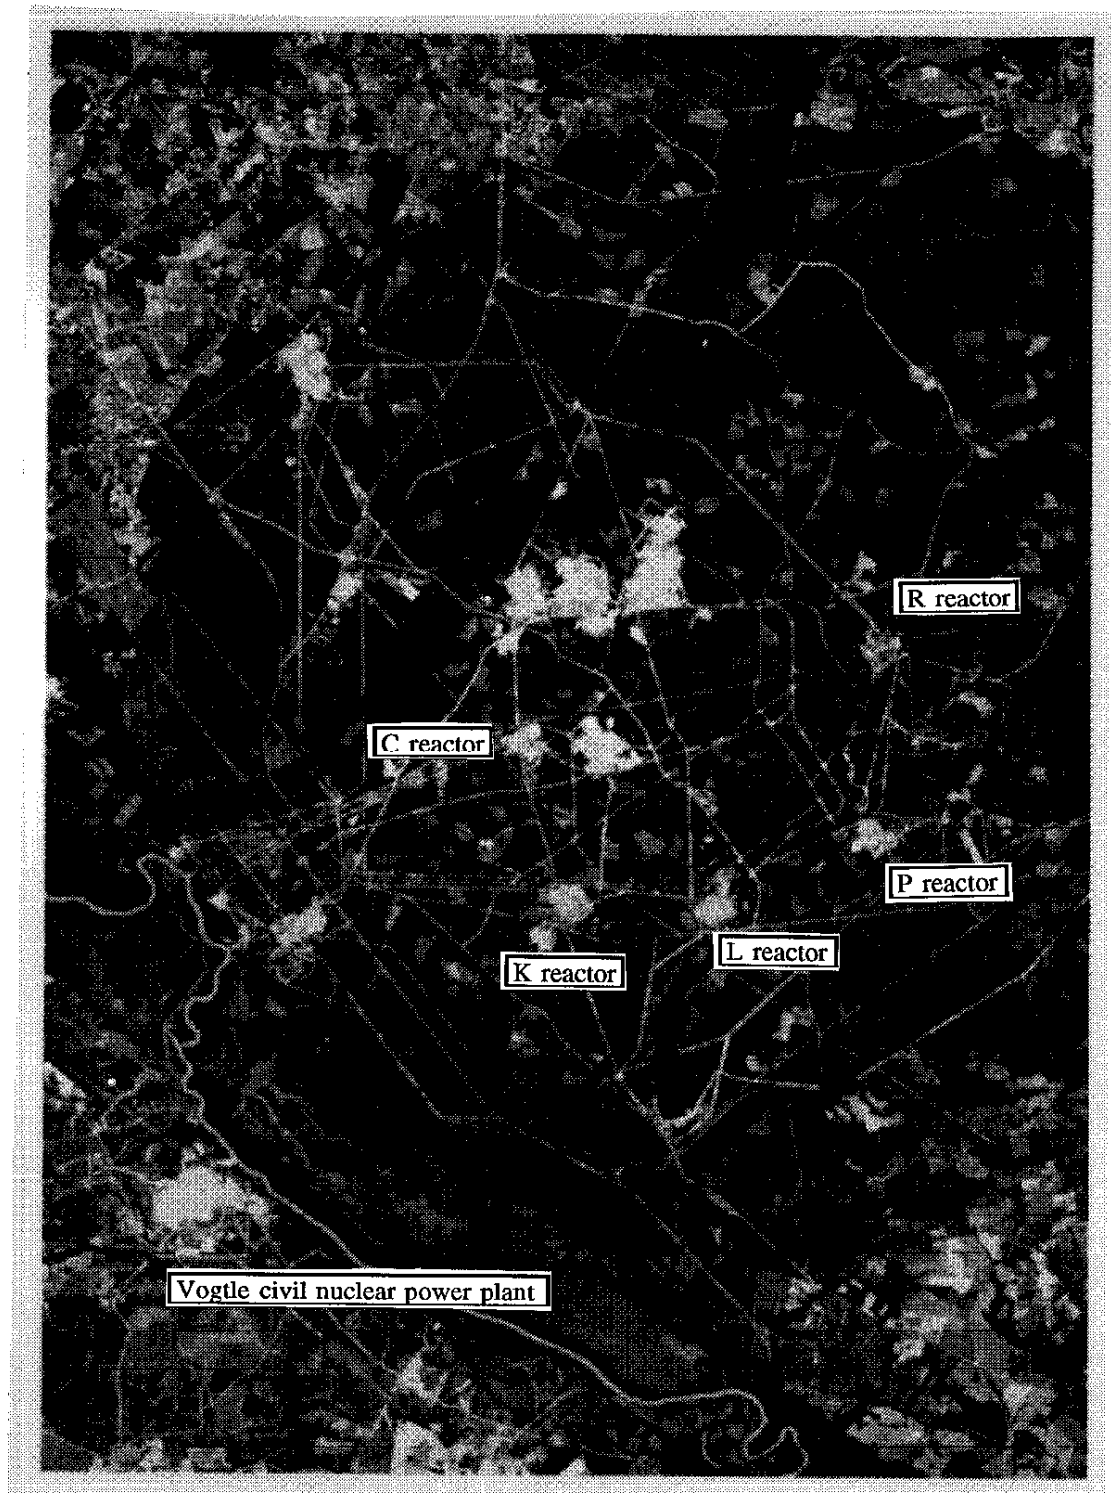 R reactor
C reactor
P reactor
L reactor
K reactor
Vogtle civil nuclear power plant